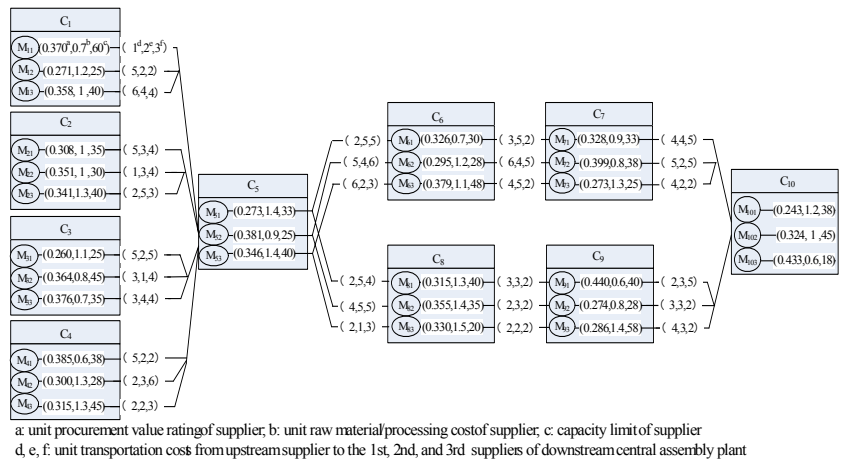 C1
M11 (0.370a,0.7b,60c) ( 1d,2e,3f)
M12 (0.271,1.2,25) ( 5,2,2)
M13 (0.358, 1 ,40) ( 6,4,4)
C2
M21 (0.308, 1 ,35) ( 5,3,4)
M22 (0.351, 1 ,30) ( 1,3,4)
M23 (0.341,1.3,40) ( 2,5,3)
C3
M31 (0.260,1.1,25) ( 5,2,5)
M32 (0.364,0.8,45) ( 3,1,4)
M33 (0.376,0.7,35) ( 3,4,4)
C4
M41 (0.385,0.6,38) ( 5,2,2)
M42 (0.300,1.3,28) ( 2,3,6)
M43 (0.315,1.3,45) ( 2,2,3)
C5
M51 (0.273,1.4,33)
M52 (0.381,0.9,25)
M53 (0.346,1.4,40)
( 2,5,5)
( 5,4,6)
( 6,2,3)
C6
M61 (0.326,0.7,30) ( 3,5,2)
M62 (0.295,1.2,28) ( 6,4,5)
M63 (0.379,1.1,48) ( 4,5,2)
C7
M71 (0.328,0.9,33) ( 4,4,5)
M72 (0.399,0.8,38) ( 5,2,5)
M73 (0.273,1.3,25) ( 4,2,2)
( 2,5,4)
( 4,5,5)
( 2,1,3)
C8
M81 (0.315,1.3,40) ( 3,3,2)
M82 (0.355,1.4,35) ( 2,3,2)
M83 (0.330,1.5,20) ( 2,2,2)
C9
M91 (0.440,0.6,40) ( 2,3,5)
M92 (0.274,0.8,28) ( 3,3,2)
M93 (0.286,1.4,58) ( 4,3,2)
C10
M101 (0.243,1.2,38)
M102 (0.324, 1 ,45)
M103 (0.433,0.6,18)
a: unit procurement value ratingof supplier; b: unit raw material/processing costof supplier; c: capacity limit of supplier
d, e, f: unit transportation costs from upstream supplier to the 1st, 2nd, and 3rd suppliers of downstream central assembly plant